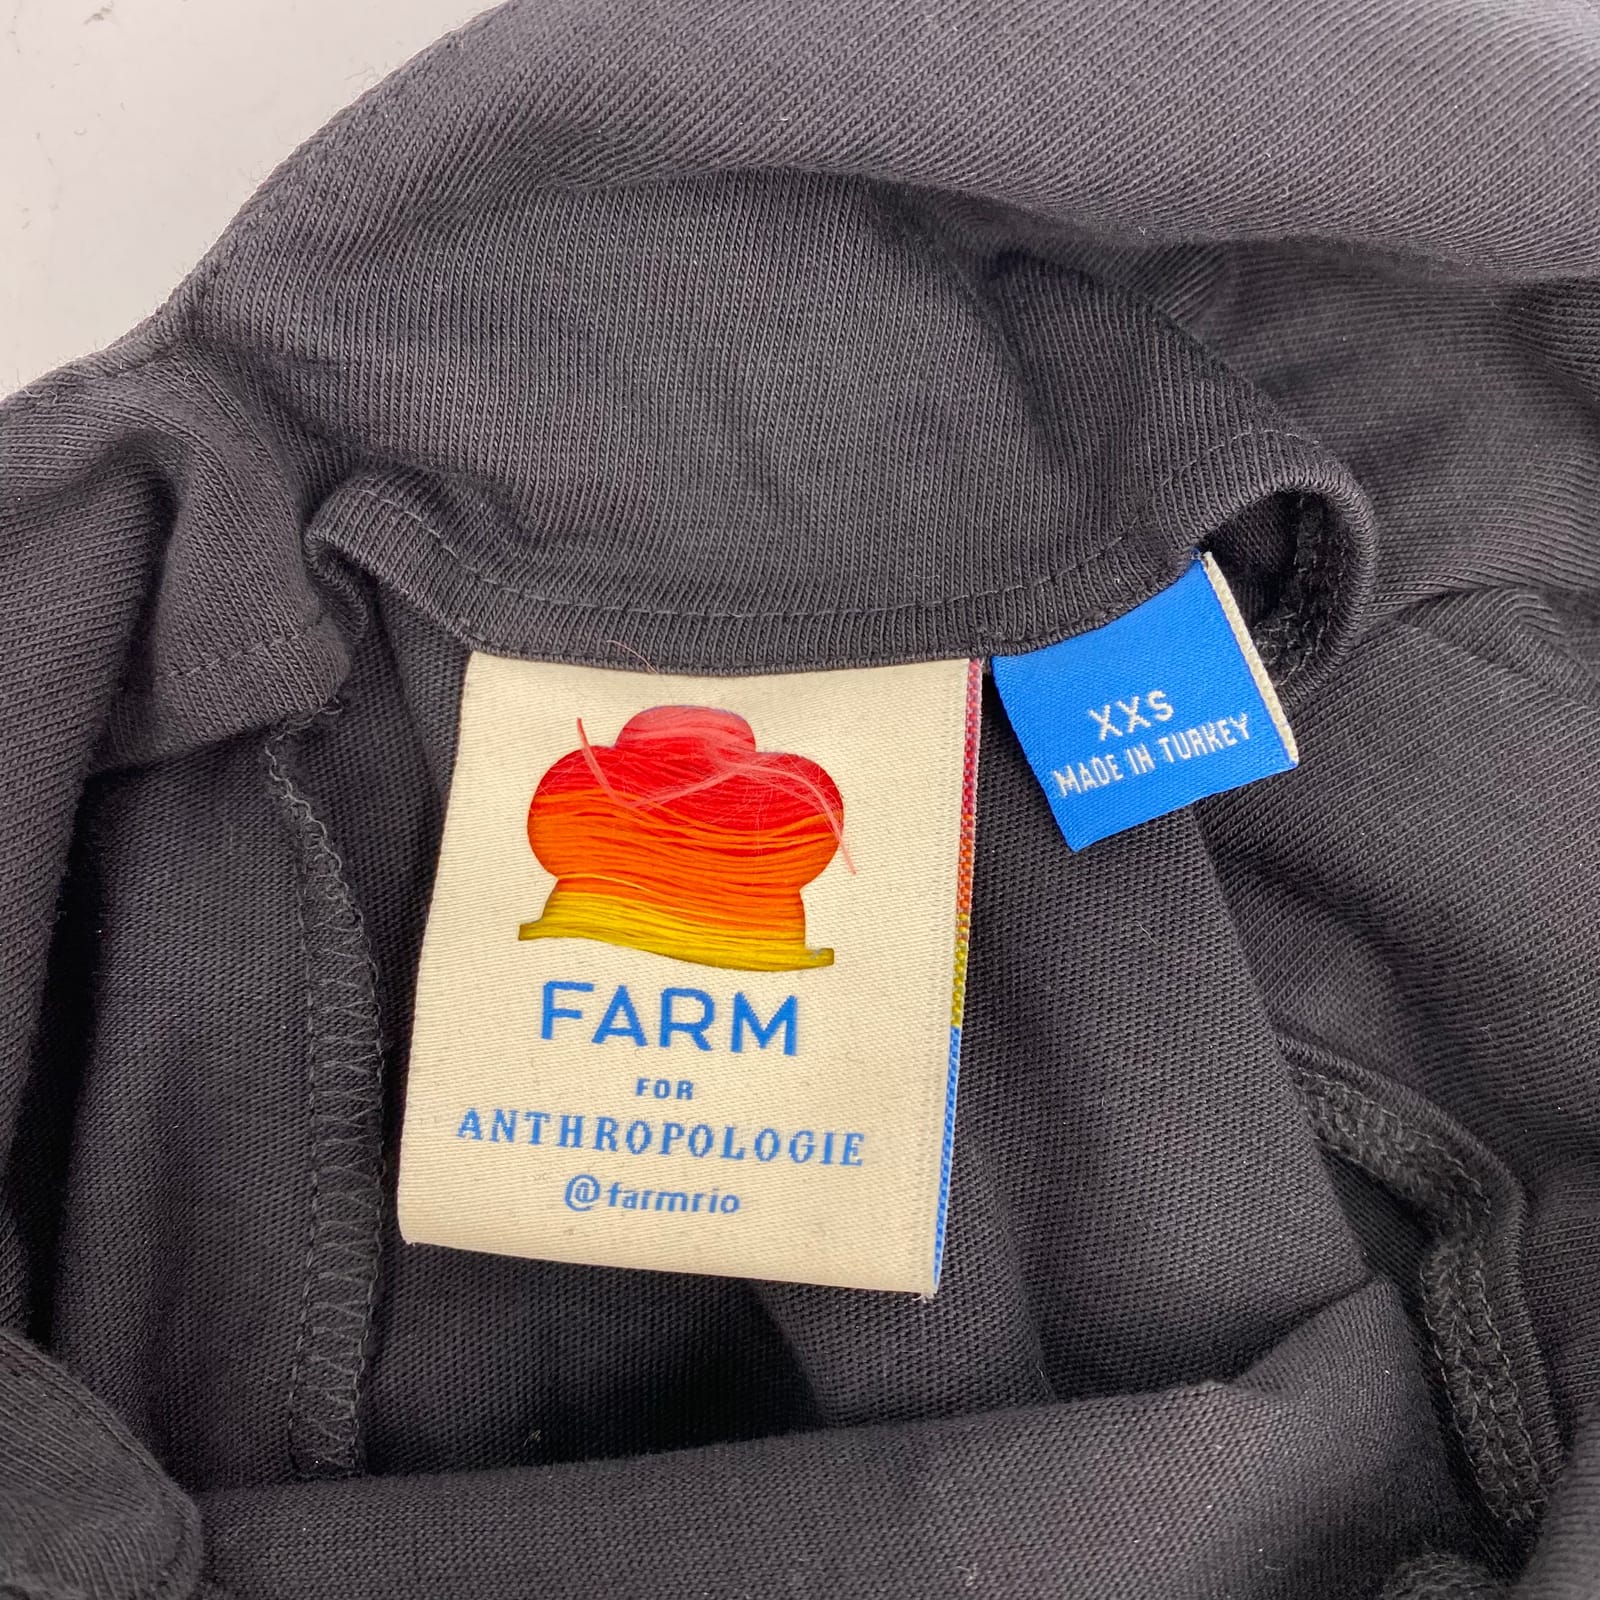 FARM
FOR
ANTHROPOLOGIE
@farmrio
XXS
MADE IN TURKEY